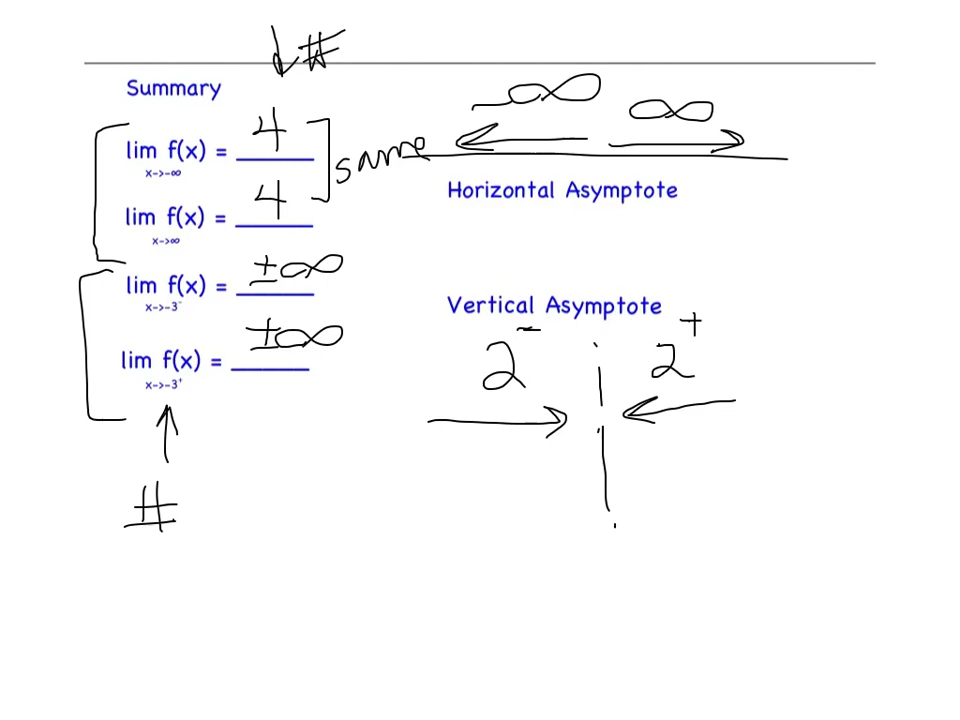 ↓ #
Summary
lim f(x) = 4
x->-∞
lim f(x) = 4
x->∞
same
lim f(x) = ±∞
x->-3⁻
lim f(x) = ±∞
x->-3⁺
#
-∞ ∞
Horizontal Asymptote
Vertical Asymptote
2⁻ 2⁺